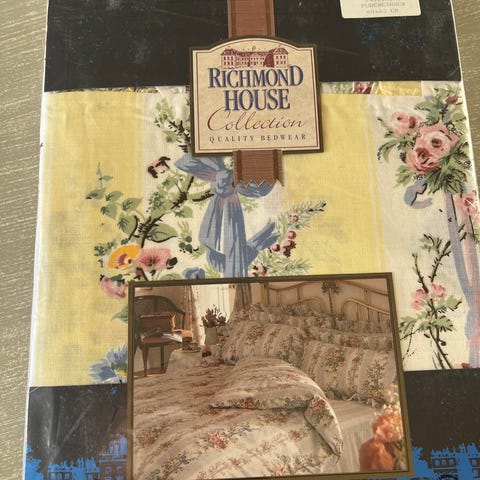 RICHMOND
HOUSE
Collection
QUALITY BEDWEAR